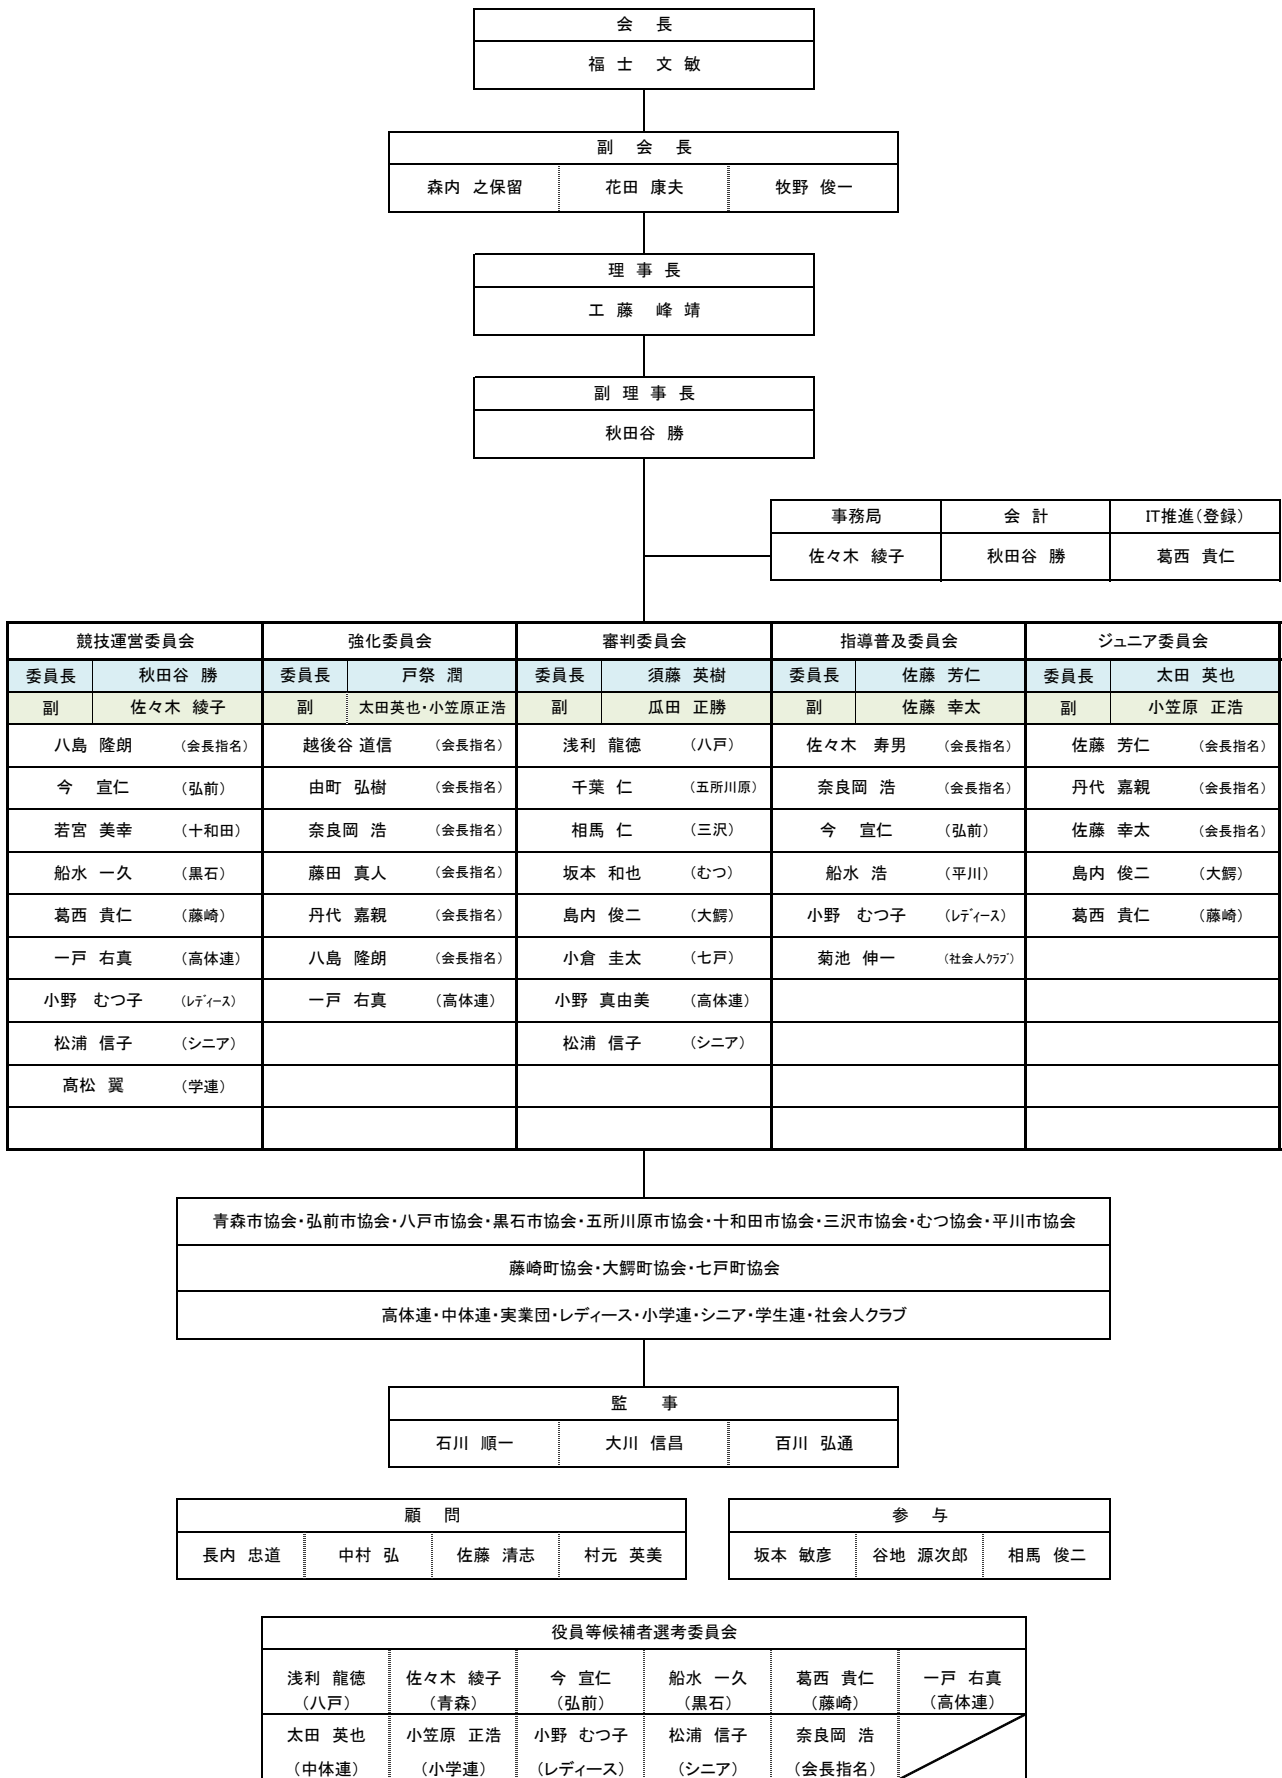 会 長
福 士 文 敏
副 会 長
森内 之保留 花田 康夫 牧野 俊一
理 事 長
工 藤 峰 靖
副 理 事 長
秋田谷 勝
事務局 会 計 IT推進（登録）
佐々木 綾子 秋田谷 勝 葛西 貴仁
競技運営委員会 強化委員会 審判委員会 指導普及委員会 ジュニア委員会
委員長 秋田谷 勝 委員長 戸祭 潤 委員長 須藤 英樹 委員長 佐藤 芳仁 委員長 太田 英也
副 佐々木 綾子 副 太田英也・小笠原正浩 副 瓜田 正勝 副 佐藤 幸太 副 小笠原 正浩
八島 隆朗 （会長指名） 越後谷 道信 （会長指名） 浅利 龍徳 （八戸） 佐々木 寿男 （会長指名） 佐藤 芳仁 （会長指名）
今 宣仁 （弘前） 由町 弘樹 （会長指名） 千葉 仁 （五所川原） 奈良岡 浩 （会長指名） 丹代 嘉親 （会長指名）
若宮 美幸 （十和田） 奈良岡 浩 （会長指名） 相馬 仁 （三沢） 今 宣仁 （弘前） 佐藤 幸太 （会長指名）
船水 一久 （黒石） 藤田 真人 （会長指名） 坂本 和也 （むつ） 船水 浩 （平川） 島内 俊二 （大鰐）
葛西 貴仁 （藤崎） 丹代 嘉親 （会長指名） 島内 俊二 （大鰐） 小野 むつ子 （ﾚﾃﾞｨｰｽ） 葛西 貴仁 （藤崎）
一戸 右真 （高体連） 八島 隆朗 （会長指名） 小倉 圭太 （七戸） 菊池 伸一 （社会人ｸﾗﾌﾞ）
小野 むつ子 （ﾚﾃﾞｨｰｽ） 一戸 右真 （高体連） 小野 真由美 （高体連）
松浦 信子 （シニア） 松浦 信子 （シニア）
髙松 翼 （学連）
青森市協会・弘前市協会・八戸市協会・黒石市協会・五所川原市協会・十和田市協会・三沢市協会・むつ協会・平川市協会
藤崎町協会・大鰐町協会・七戸町協会
高体連・中体連・実業団・レディース・小学連・シニア・学生連・社会人クラブ
監 事
石川 順一 大川 信昌 百川 弘通
顧 問 参 与
長内 忠道 中村 弘 佐藤 清志 村元 英美 坂本 敏彦 谷地 源次郎 相馬 俊二
役員等候補者選考委員会
浅利 龍徳 佐々木 綾子 今 宣仁 船水 一久 葛西 貴仁 一戸 右真
（八戸） （青森） （弘前） （黒石） （藤崎） （高体連）
太田 英也 小笠原 正浩 小野 むつ子 松浦 信子 奈良岡 浩
（中体連） （小学連） （レディース） （シニア） （会長指名）